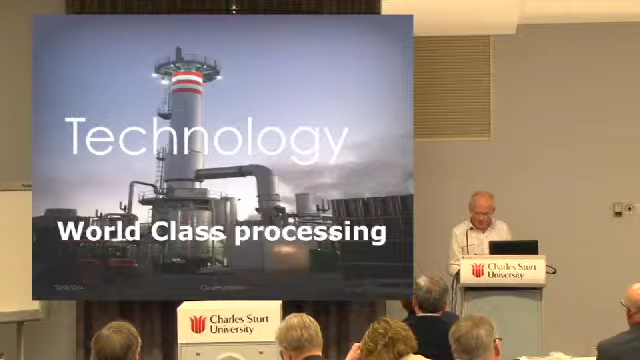 Technology
World Class processing
Charles Sturt
University
Charles Sturt
University